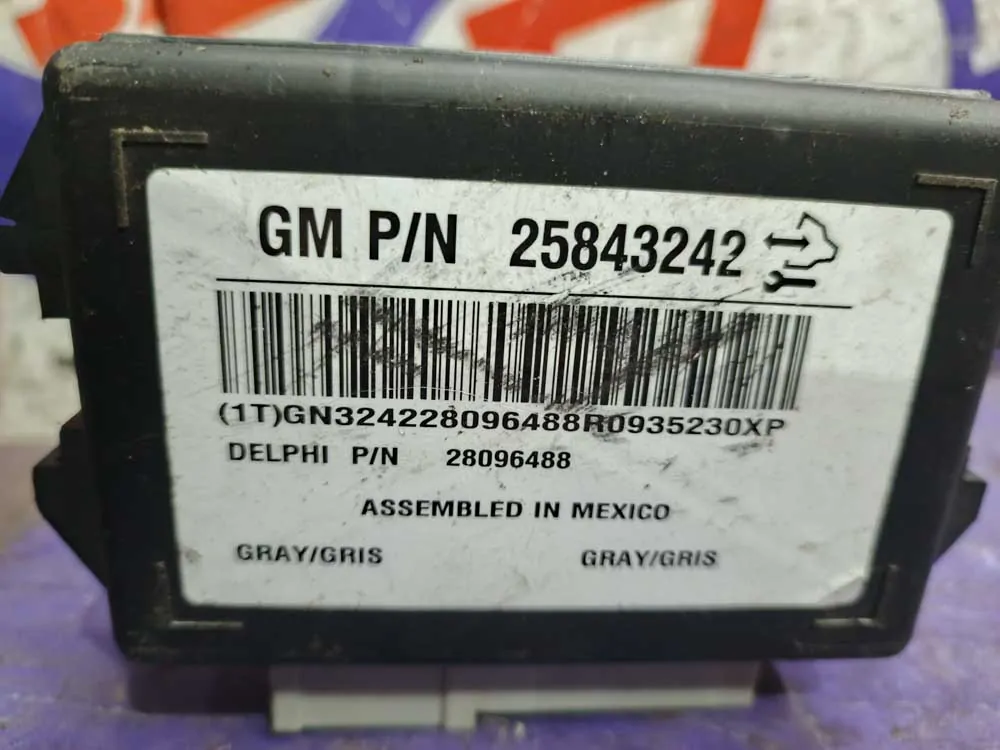 GM P/N 25843242
(1T)GN324228096488R0935230XP
DELPHI P/N 28096488
ASSEMBLED IN MEXICO
GRAY/GRIS GRAY/GRIS